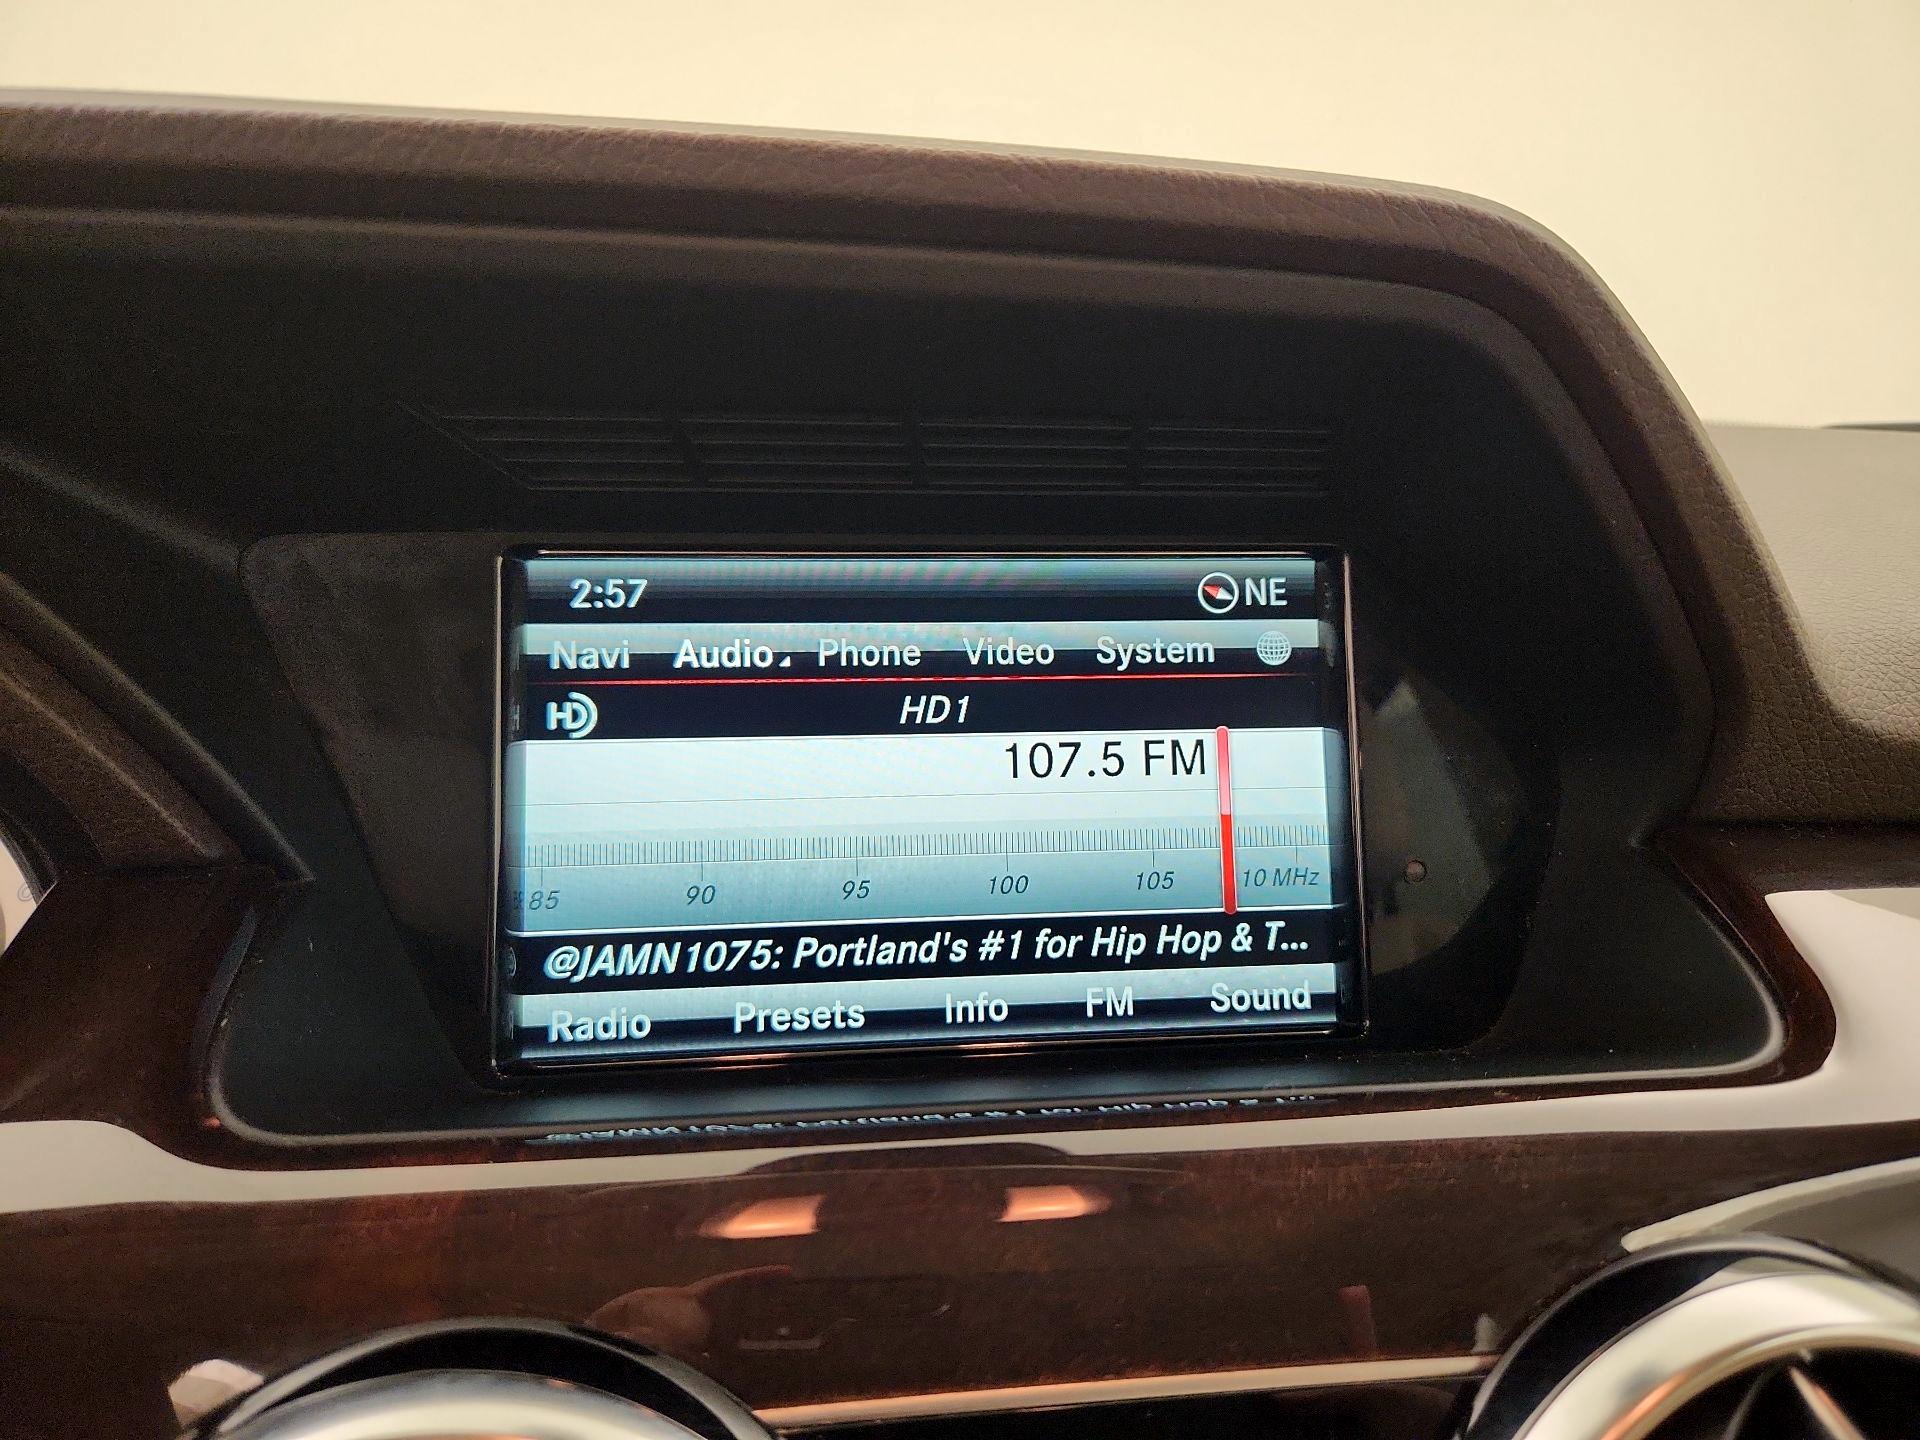 2:57 NE
Navi Audio Phone Video System
HD HD1
107.5 FM
85 90 95 100 105 10 MHz
@JAMN1075: Portland's #1 for Hip Hop & T...
Radio Presets Info FM Sound